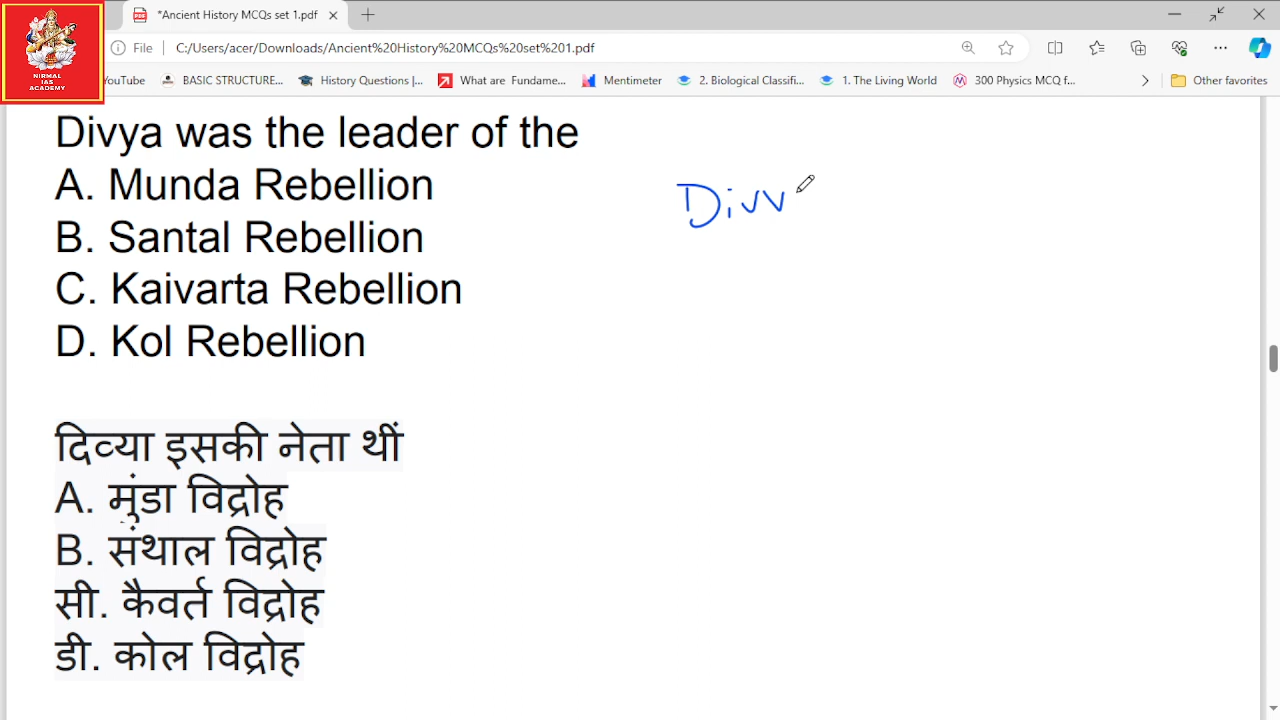 NIRMAL
IAS
ACADEMY
*Ancient History MCQs set 1.pdf
File
C:/Users/acer/Downloads/Ancient%20History%20MCQs%20set%201.pdf
YouTube BASIC STRUCTURE... History Questions |... What are Fundame... Mentimeter 2. Biological Classifi... 1. The Living World 300 Physics MCQ f... Other favorites
Divya was the leader of the
A. Munda Rebellion
B. Santal Rebellion
C. Kaivarta Rebellion
D. Kol Rebellion
Divv
दिव्या इसकी नेता थीं
A. मुंडा विद्रोह
B. संथाल विद्रोह
सी. कैवर्त विद्रोह
डी. कोल विद्रोह